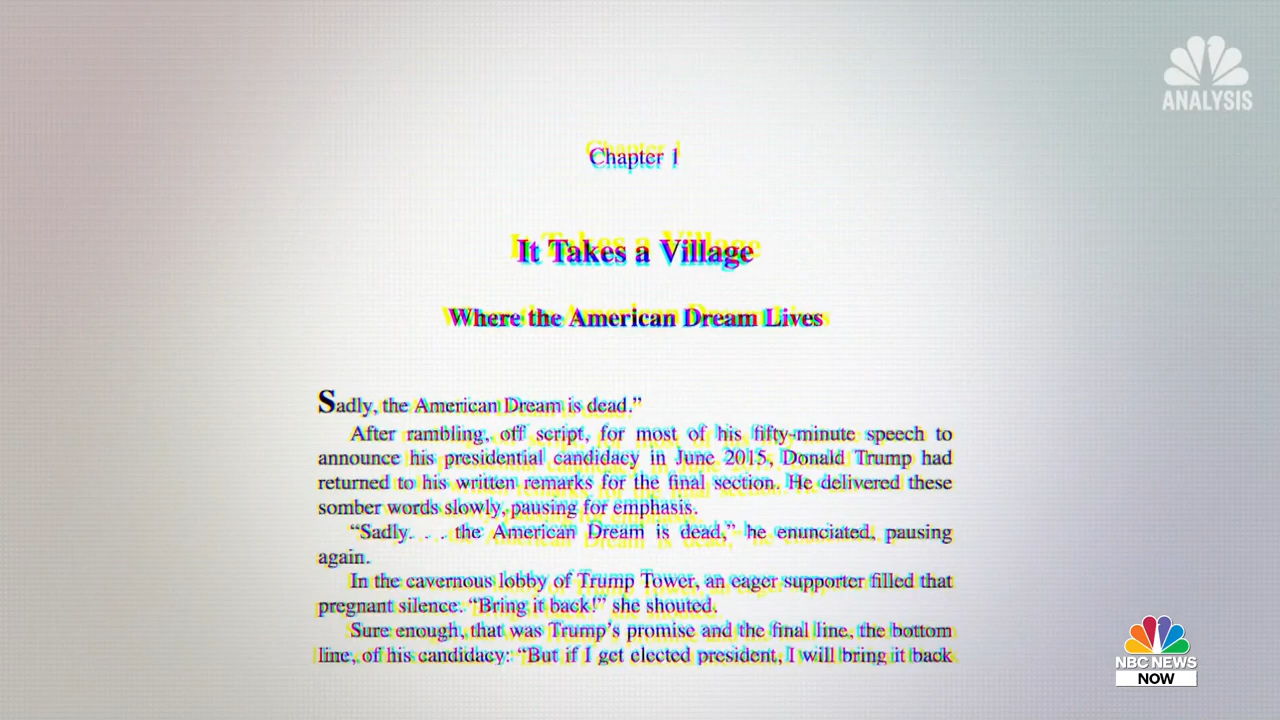 ANALYSIS
Chapter 1
It Takes a Village
Where the American Dream Lives
Sadly, the American Dream is dead.”
After rambling, off script, for most of his fifty-minute speech to
announce his presidential candidacy in June 2015, Donald Trump had
returned to his written remarks for the final section. He delivered these
somber words slowly, pausing for emphasis.
“Sadly. . . the American Dream is dead,” he enunciated, pausing
again.
In the cavernous lobby of Trump Tower, an eager supporter filled that
pregnant silence. “Bring it back!” she shouted.
Sure enough, that was Trump’s promise and the final line, the bottom
line, of his candidacy: “But if I get elected president, I will bring it back
NBC NEWS
NOW